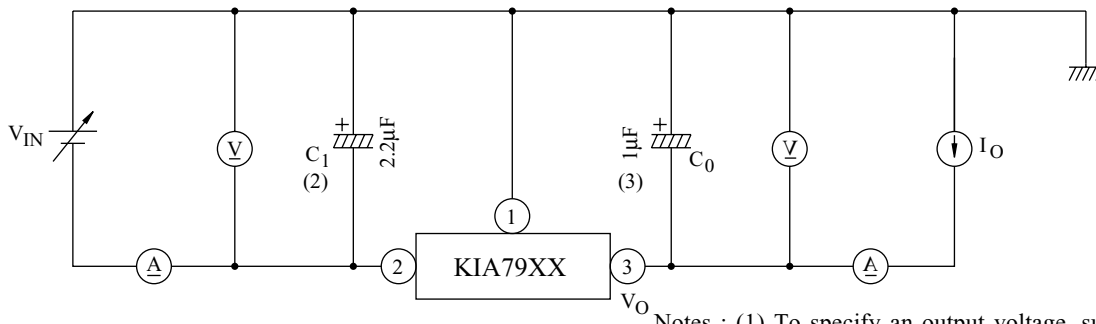 V_IN
V
C_1
(2)
+
2.2μF
1
+
1μF
(3)
C_0
V
I_O
A
2
KIA79XX
3
V_O
A
Notes : (1) To specify an output voltage, su